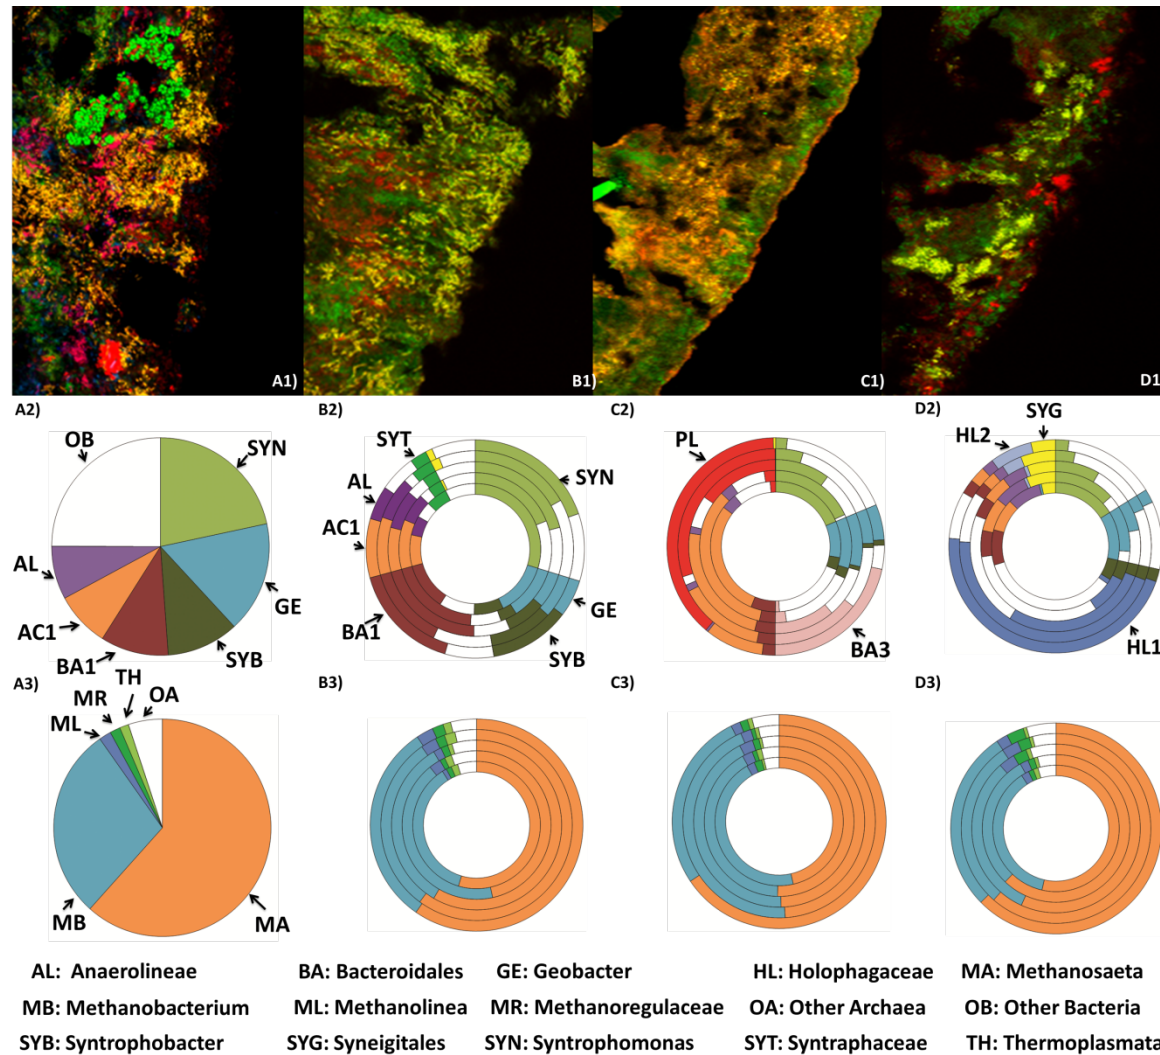 A1) B1) C1) D1)
A2) B2) C2) D2)
OB SYN AL AC1 BA1 SYB GE
SYT AL AC1 BA1 SYN GE SYB
PL BA3
HL2 SYG HL1
A3) B3) C3) D3)
TH MR OA ML MB MA
AL: Anaerolineae BA: Bacteroidales GE: Geobacter HL: Holophagaceae MA: Methanosaeta
MB: Methanobacterium ML: Methanolinea MR: Methanoregulaceae OA: Other Archaea OB: Other Bacteria
SYB: Syntrophobacter SYG: Syneigitales SYN: Syntrophomonas SYT: Syntraphaceae TH: Thermoplasmata